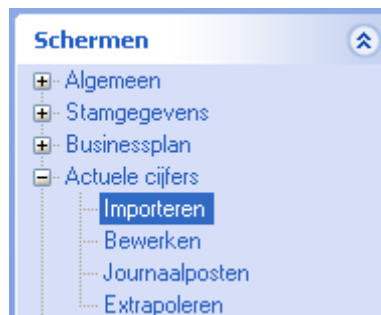 Schermen
Algemeen
Stamgegevens
Businessplan
Actuele cijfers
Importeren
Bewerken
Journaalposten
Extrapoleren